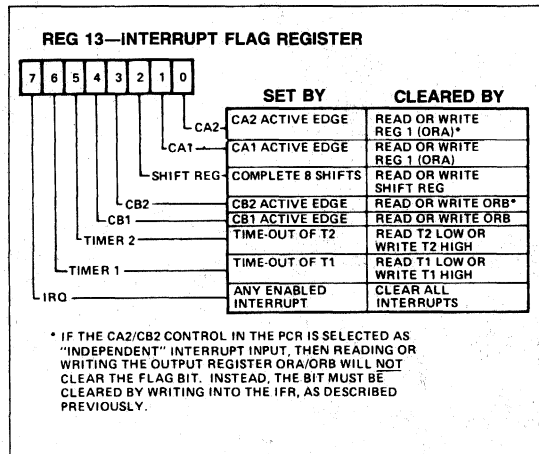 REG 13—INTERRUPT FLAG REGISTER
7 6 5 4 3 2 1 0
SET BY CLEARED BY
CA2 CA2 ACTIVE EDGE READ OR WRITE
REG 1 (ORA)*
CA1 CA1 ACTIVE EDGE READ OR WRITE
REG 1 (ORA)
SHIFT REG COMPLETE 8 SHIFTS READ OR WRITE
SHIFT REG
CB2 CB2 ACTIVE EDGE READ OR WRITE ORB*
CB1 CB1 ACTIVE EDGE READ OR WRITE ORB
TIMER 2 TIME-OUT OF T2 READ T2 LOW OR
WRITE T2 HIGH
TIMER 1 TIME-OUT OF T1 READ T1 LOW OR
WRITE T1 HIGH
IRQ ANY ENABLED CLEAR ALL
INTERRUPT INTERRUPTS
* IF THE CA2/CB2 CONTROL IN THE PCR IS SELECTED AS
"INDEPENDENT" INTERRUPT INPUT, THEN READING OR
WRITING THE OUTPUT REGISTER ORA/ORB WILL NOT
CLEAR THE FLAG BIT. INSTEAD, THE BIT MUST BE
CLEARED BY WRITING INTO THE IFR, AS DESCRIBED
PREVIOUSLY.